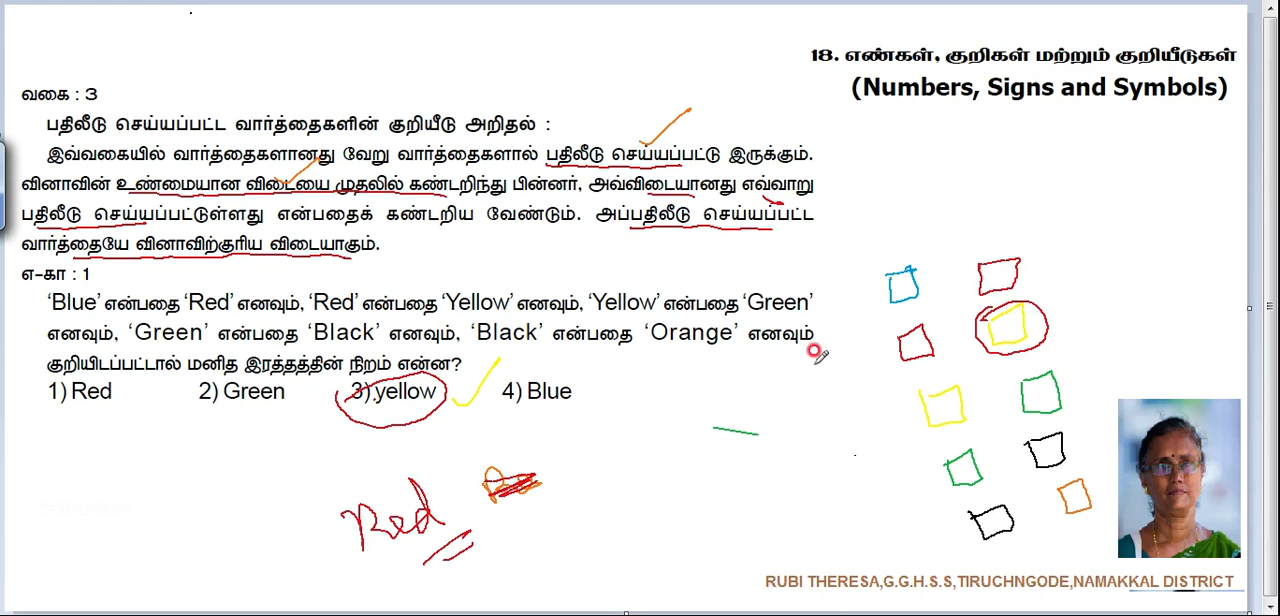 18. எண்கள், குறிகள் மற்றும் குறியீடுகள்
(Numbers, Signs and Symbols)
வகை : 3
பதிலீடு செய்யப்பட்ட வார்த்தைகளின் குறியீடு அறிதல் :
இவ்வகையில் வார்த்தைகளானது வேறு வார்த்தைகளால் பதிலீடு செய்யப்பட்டு இருக்கும்.
வினாவின் உண்மையான விடையை முதலில் கண்டறிந்து பின்னர், அவ்விடையானது எவ்வாறு
பதிலீடு செய்யப்பட்டுள்ளது என்பதைக் கண்டறிய வேண்டும். அப்பதிலீடு செய்யப்பட்ட
வார்த்தையே வினாவிற்குரிய விடையாகும்.
எ-கா : 1
‘Blue’ என்பதை ‘Red’ எனவும், ‘Red’ என்பதை ‘Yellow’ எனவும், ‘Yellow’ என்பதை ‘Green’
எனவும், ‘Green’ என்பதை ‘Black’ எனவும், ‘Black’ என்பதை ‘Orange’ எனவும்
குறியிடப்பட்டால் மனித இரத்தத்தின் நிறம் என்ன?
1) Red 2) Green 3) yellow 4) Blue
Red
RUBI THERESA,G.G.H.S.S,TIRUCHNGODE,NAMAKKAL DISTRICT